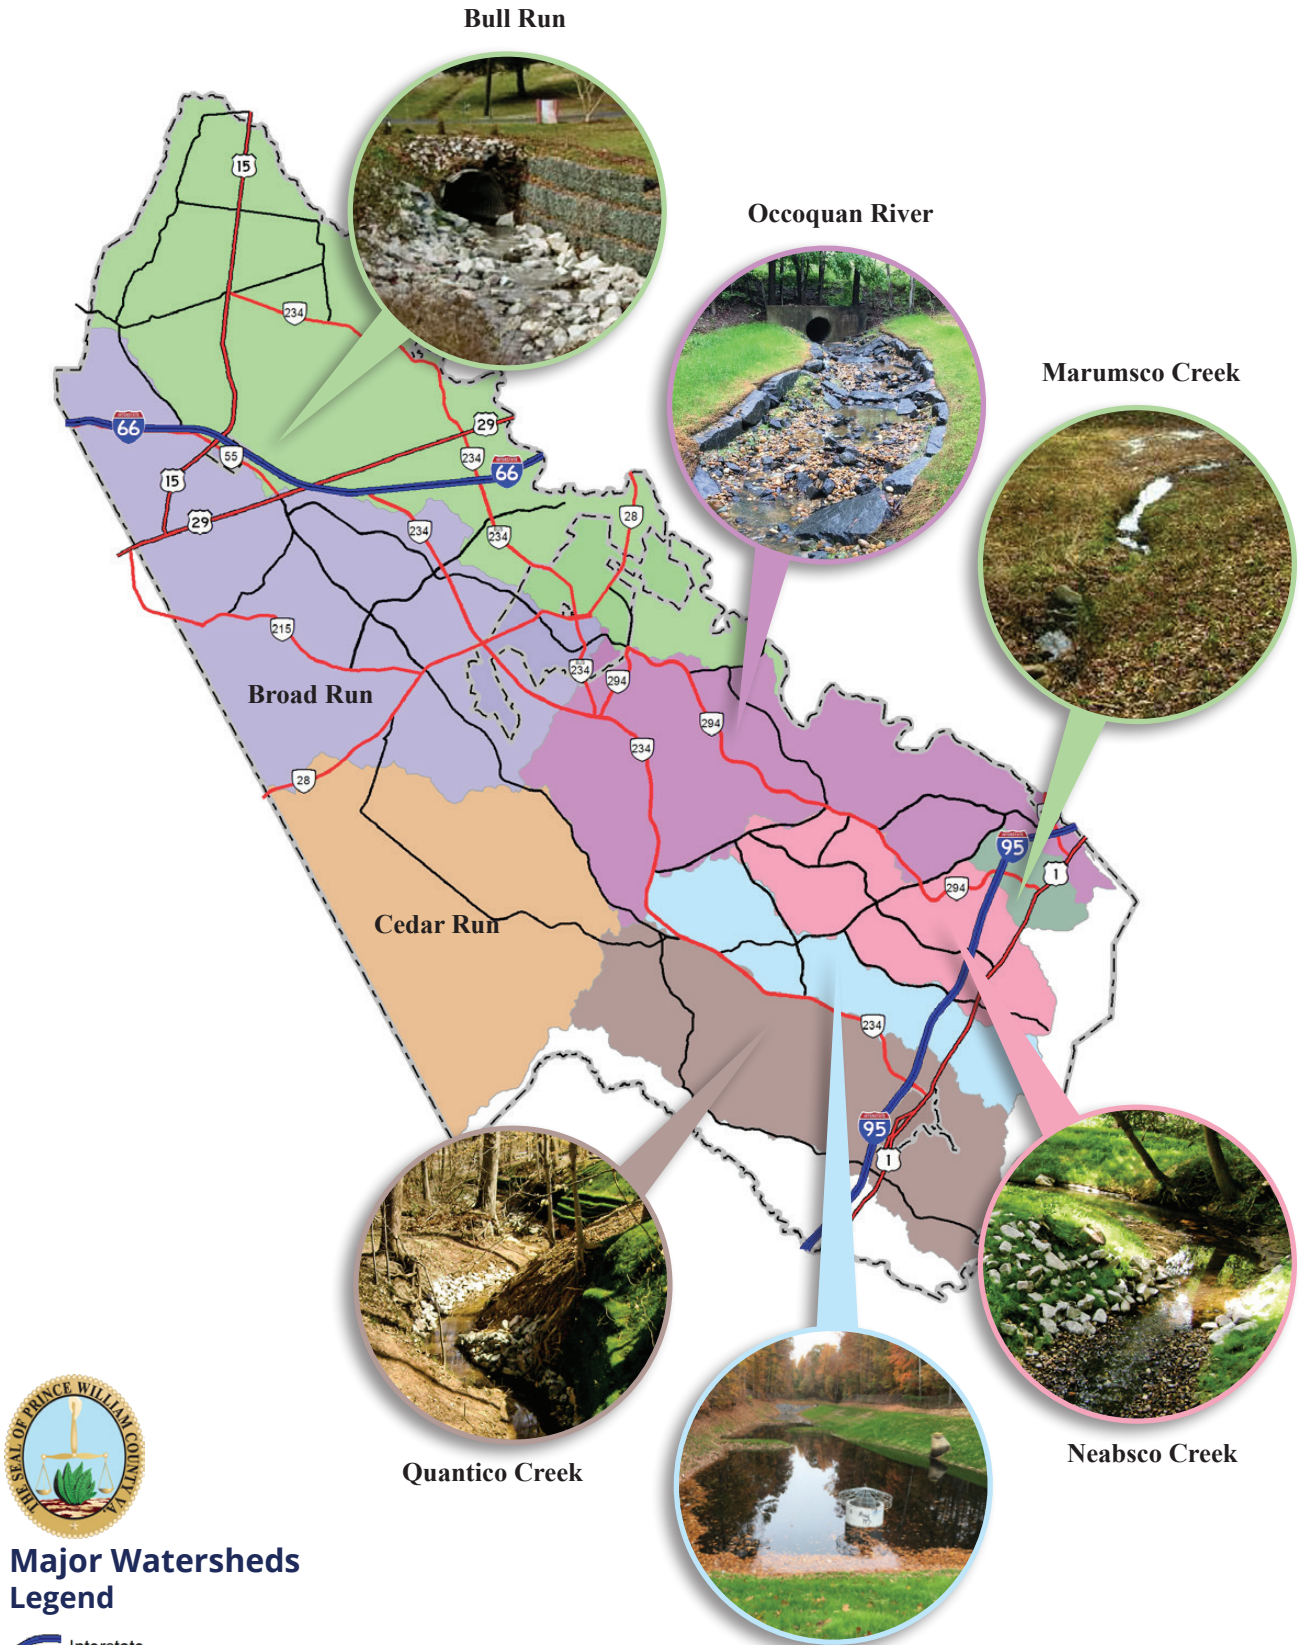 Bull Run
Occoquan River
Marumsco Creek
15
234
66
55
29
234
66
15
29
234
234
28
215
234
294
Broad Run
294
234
28
95
1
294
Cedar Run
234
95
1
Quantico Creek
Neabsco Creek
THE SEAL OF PRINCE WILLIAM COUNTY VA.
Major Watersheds
Legend
Interstate